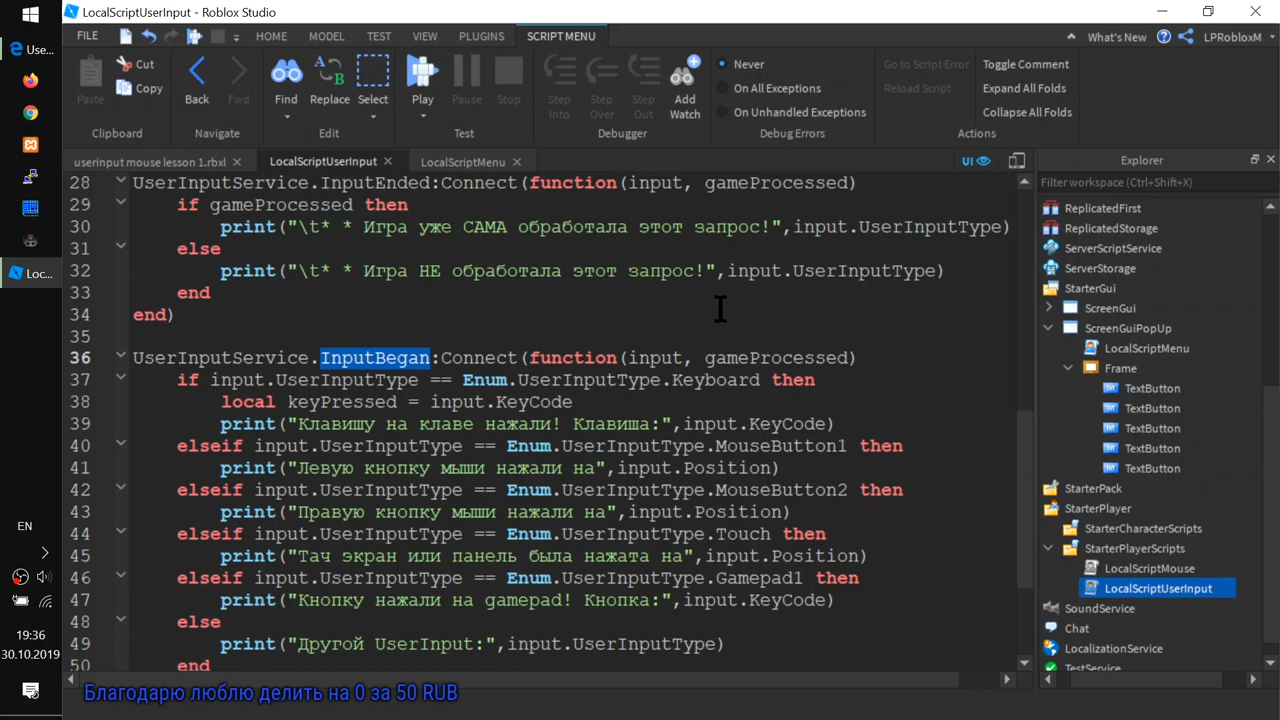 LocalScriptUserInput - Roblox Studio
Use...
FILE HOME MODEL TEST VIEW PLUGINS SCRIPT MENU What's New LPRobloxM
Paste Cut Copy Clipboard
Back Fwd Navigate
Find Replace Select Edit
Play Pause Stop Test
Step Into Step Over Step Out Add Watch Debugger
Never
On All Exceptions
On Unhandled Exceptions
Debug Errors
Go to Script Error Toggle Comment
Reload Script Expand All Folds
Collapse All Folds
Actions
userinput mouse lesson 1.rbxl LocalScriptUserInput LocalScriptMenu UI
28 UserInputService.InputEnded:Connect(function(input, gameProcessed)
29 if gameProcessed then
30 print("\t* * Игра уже САМА обработала этот запрос!",input.UserInputType)
31 else
32 print("\t* * Игра НЕ обработала этот запрос!",input.UserInputType)
33 end
34 end)
35
36 UserInputService.InputBegan:Connect(function(input, gameProcessed)
37 if input.UserInputType == Enum.UserInputType.Keyboard then
38 local keyPressed = input.KeyCode
39 print("Клавишу на клаве нажали! Клавиша:",input.KeyCode)
40 elseif input.UserInputType == Enum.UserInputType.MouseButton1 then
41 print("Левую кнопку мыши нажали на",input.Position)
42 elseif input.UserInputType == Enum.UserInputType.MouseButton2 then
43 print("Правую кнопку мыши нажали на",input.Position)
44 elseif input.UserInputType == Enum.UserInputType.Touch then
45 print("Тач экран или панель была нажата на",input.Position)
46 elseif input.UserInputType == Enum.UserInputType.Gamepad1 then
47 print("Кнопку нажали на gamepad! Кнопка:",input.KeyCode)
48 else
49 print("Другой UserInput:",input.UserInputType)
50 end
Explorer
Filter workspace (Ctrl+Shift+X)
ReplicatedFirst
ReplicatedStorage
ServerScriptService
ServerStorage
StarterGui
ScreenGui
ScreenGuiPopUp
LocalScriptMenu
Frame
TextButton
TextButton
TextButton
TextButton
TextButton
StarterPack
StarterPlayer
StarterCharacterScripts
StarterPlayerScripts
LocalScriptMouse
LocalScriptUserInput
SoundService
Chat
LocalizationService
TestService
Loc...
EN
19:36
30.10.2019
Благодарю люблю делить на 0 за 50 RUB